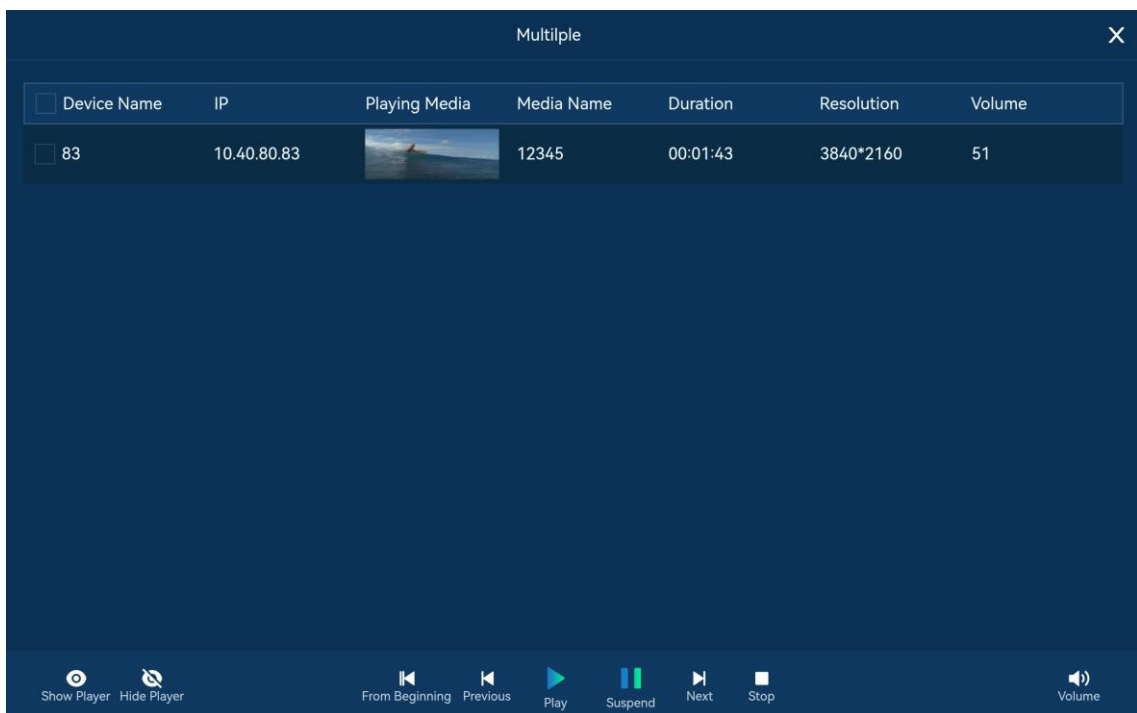 Multilple X
Device Name IP Playing Media Media Name Duration Resolution Volume
83 10.40.80.83 12345 00:01:43 3840*2160 51
Show Player Hide Player From Beginning Previous Play Suspend Next Stop Volume